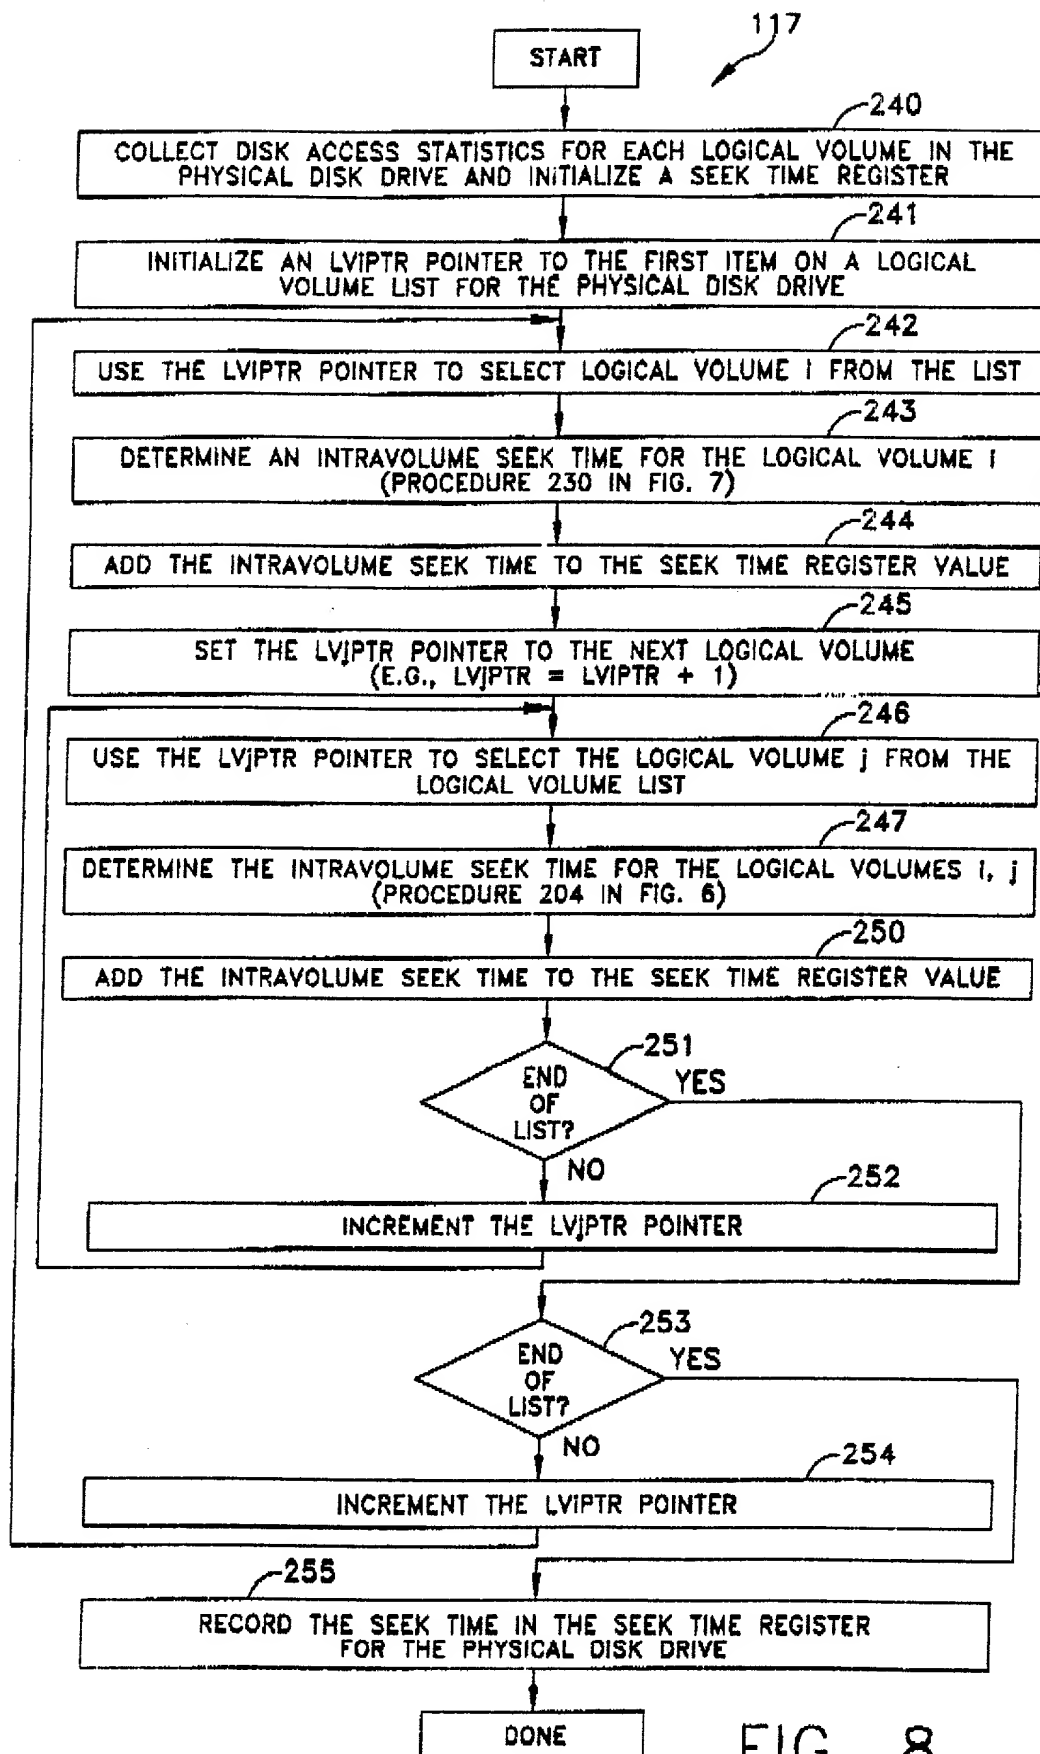 117
START
240
COLLECT DISK ACCESS STATISTICS FOR EACH LOGICAL VOLUME IN THE
PHYSICAL DISK DRIVE AND INITIALIZE A SEEK TIME REGISTER
241
INITIALIZE AN LViPTR POINTER TO THE FIRST ITEM ON A LOGICAL
VOLUME LIST FOR THE PHYSICAL DISK DRIVE
242
USE THE LViPTR POINTER TO SELECT LOGICAL VOLUME i FROM THE LIST
243
DETERMINE AN INTRAVOLUME SEEK TIME FOR THE LOGICAL VOLUME i
(PROCEDURE 230 IN FIG. 7)
244
ADD THE INTRAVOLUME SEEK TIME TO THE SEEK TIME REGISTER VALUE
245
SET THE LVjPTR POINTER TO THE NEXT LOGICAL VOLUME
(E.G., LVjPTR = LViPTR + 1)
246
USE THE LVjPTR POINTER TO SELECT THE LOGICAL VOLUME j FROM THE
LOGICAL VOLUME LIST
247
DETERMINE THE INTRAVOLUME SEEK TIME FOR THE LOGICAL VOLUMES i, j
(PROCEDURE 204 IN FIG. 6)
250
ADD THE INTRAVOLUME SEEK TIME TO THE SEEK TIME REGISTER VALUE
251
END
OF
LIST?
YES
NO
252
INCREMENT THE LVjPTR POINTER
253
END
OF
LIST?
YES
NO
254
INCREMENT THE LViPTR POINTER
255
RECORD THE SEEK TIME IN THE SEEK TIME REGISTER
FOR THE PHYSICAL DISK DRIVE
DONE
FIG. 8